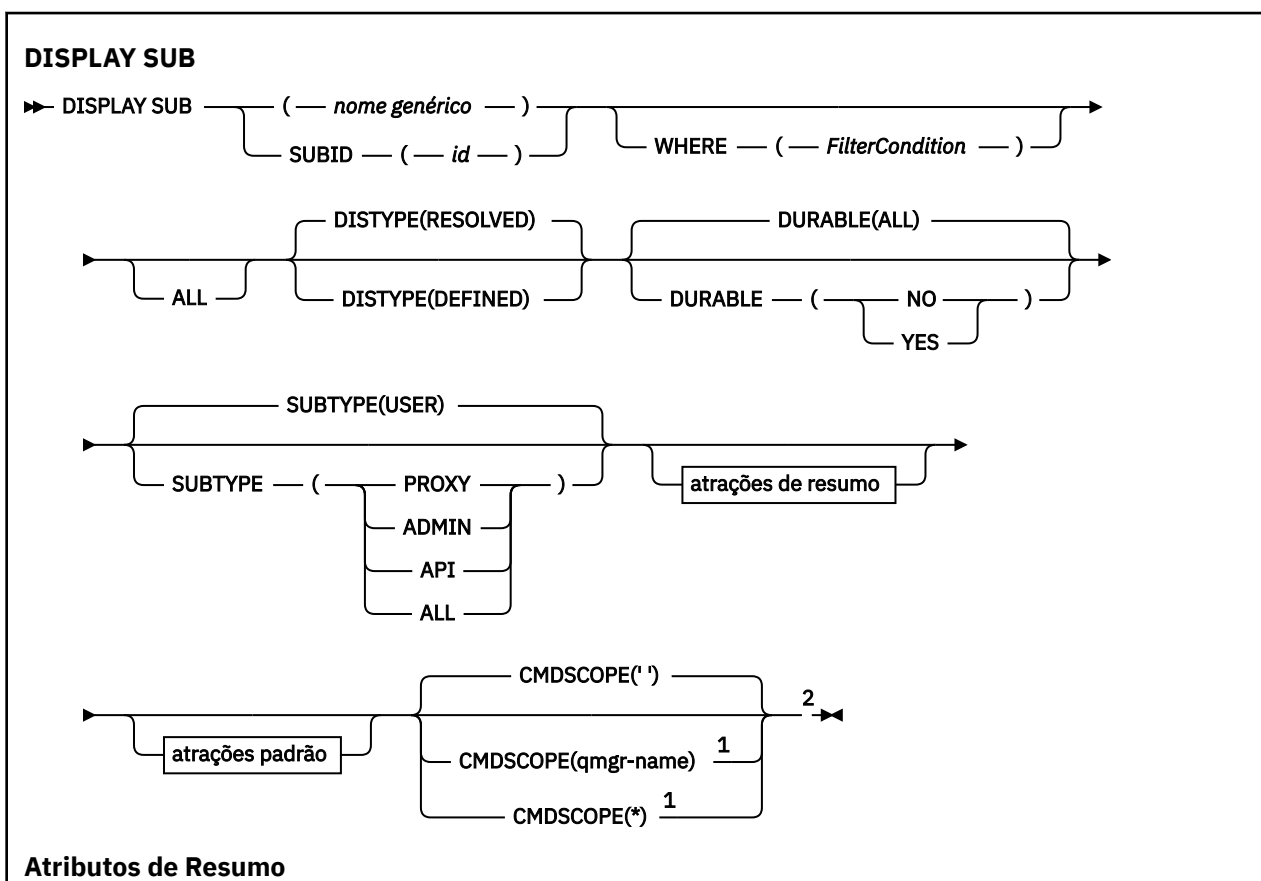 DISPLAY SUB
DISPLAY SUB ( nome genérico )
SUBID ( id ) WHERE ( FilterCondition )
DISTYPE(RESOLVED) DURABLE(ALL)
ALL DISTYPE(DEFINED) DURABLE ( NO )
YES
SUBTYPE(USER)
SUBTYPE ( PROXY ) atrações de resumo
ADMIN
API
ALL
CMDSCOPE(' ')
2
atrações padrão CMDSCOPE(qmgr-name) 1
CMDSCOPE(*) 1
Atributos de Resumo